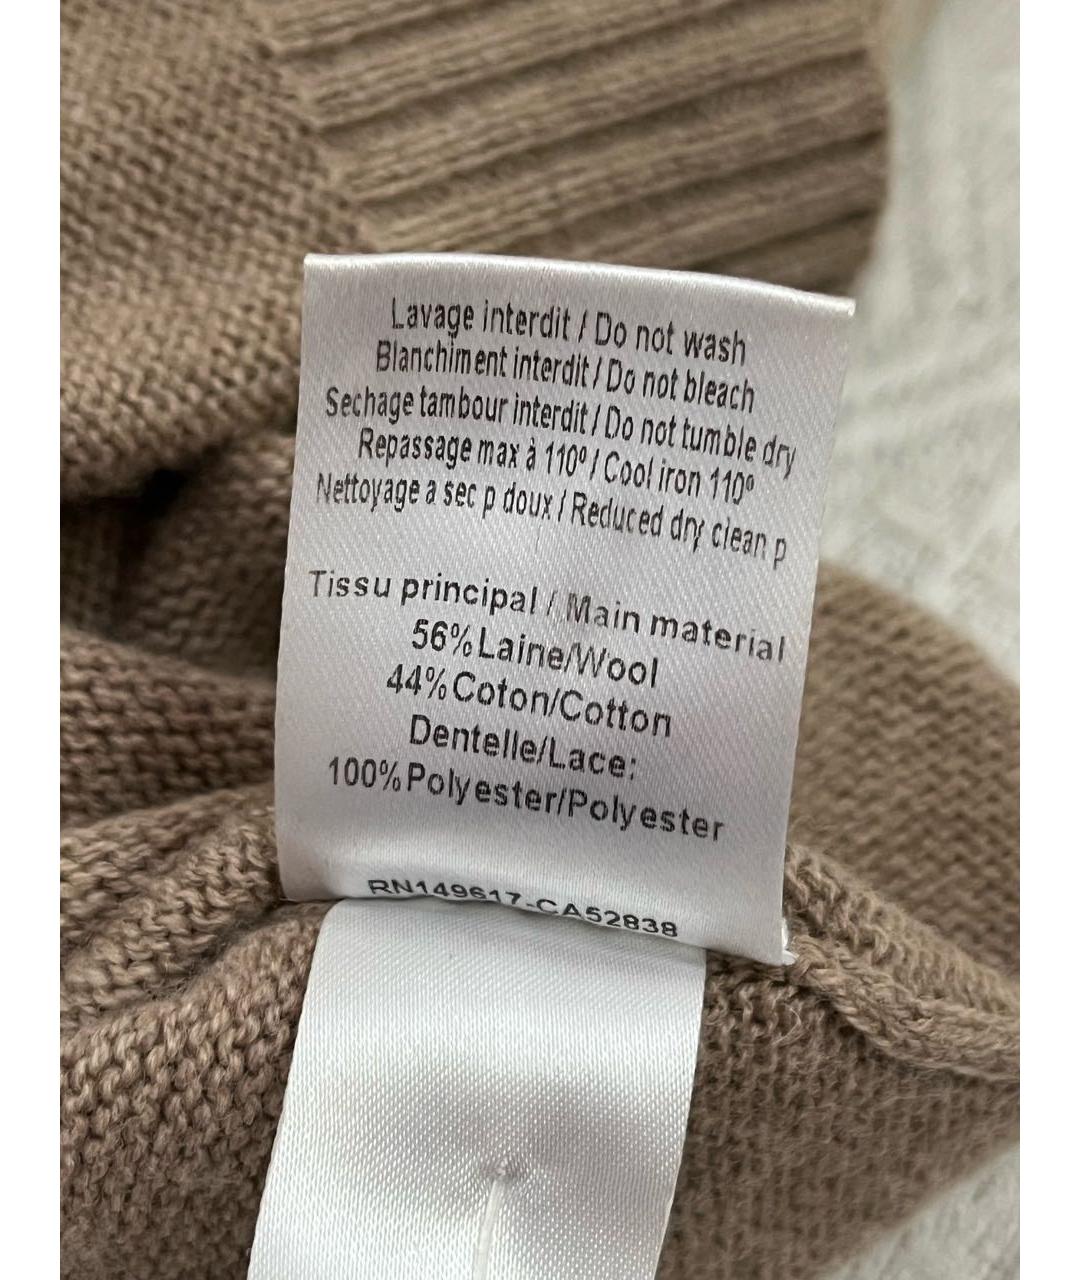 Lavage interdit / Do not wash
Blanchiment interdit / Do not bleach
Sechage tambour interdit / Do not tumble dry
Repassage max à 110º / Cool iron 110º
Nettoyage a sec p doux / Reduced dry clean p
Tissu principal / Main material
56% Laine/Wool
44% Coton/Cotton
Dentelle/Lace:
100% Polyester/Polyester
RN149617-CA52838